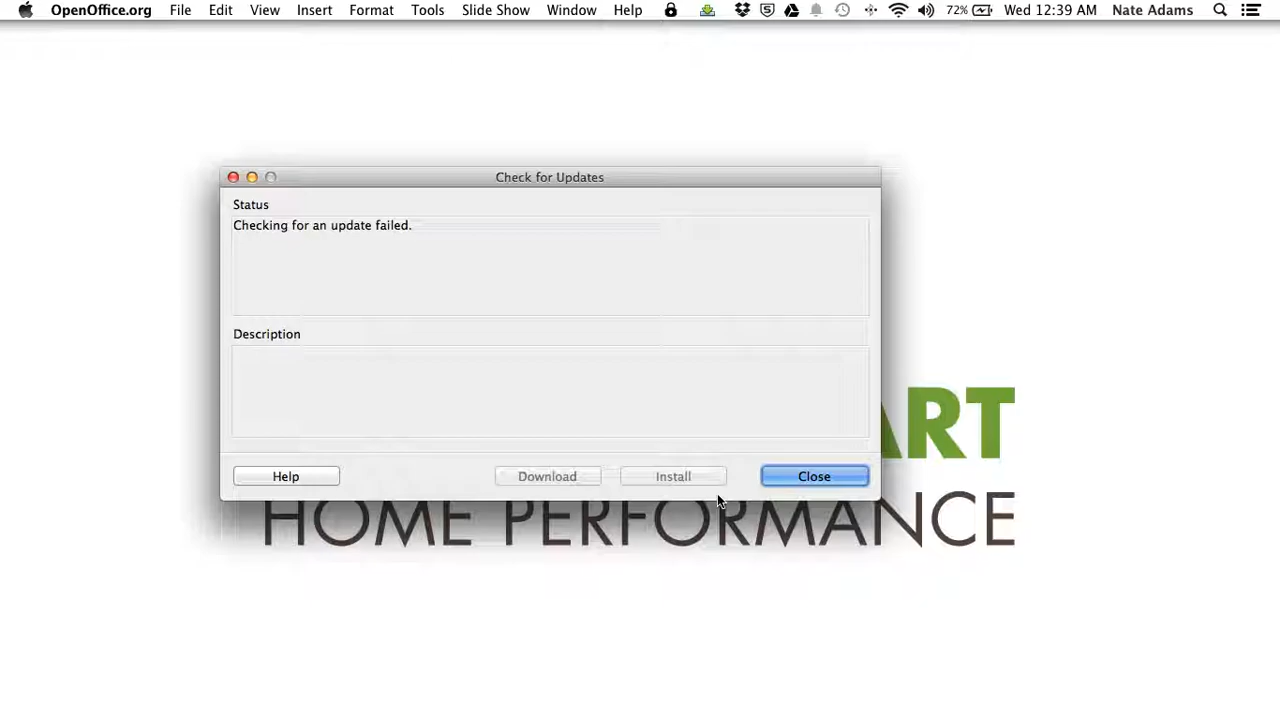 OpenOffice.org File Edit View Insert Format Tools Slide Show Window Help 72% Wed 12:39 AM Nate Adams
Check for Updates
Status
Checking for an update failed.
Description
ART
Help Download Install Close
HOME PERFORMANCE